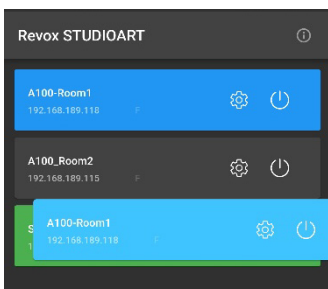 Revox STUDIOART
A100-Room1
192.168.189.118 F
A100_Room2
192.168.189.115 F
S
A100-Room1
1
192.168.189.118 F